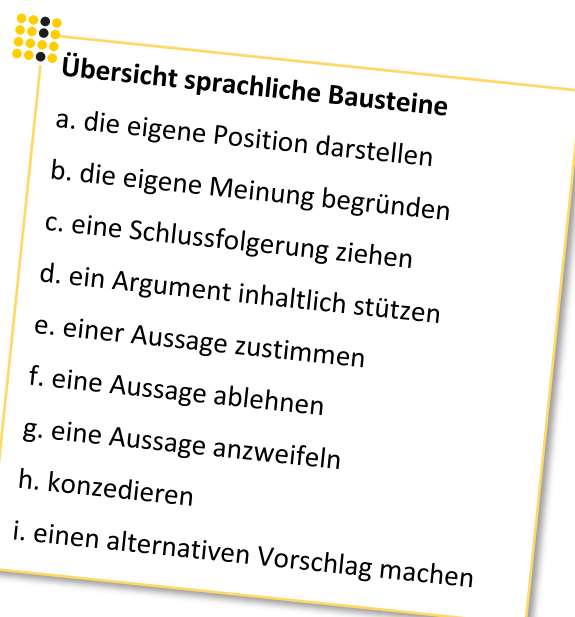 Übersicht sprachliche Bausteine
a. die eigene Position darstellen
b. die eigene Meinung begründen
c. eine Schlussfolgerung ziehen
d. ein Argument inhaltlich stützen
e. einer Aussage zustimmen
f. eine Aussage ablehnen
g. eine Aussage anzweifeln
h. konzedieren
i. einen alternativen Vorschlag machen